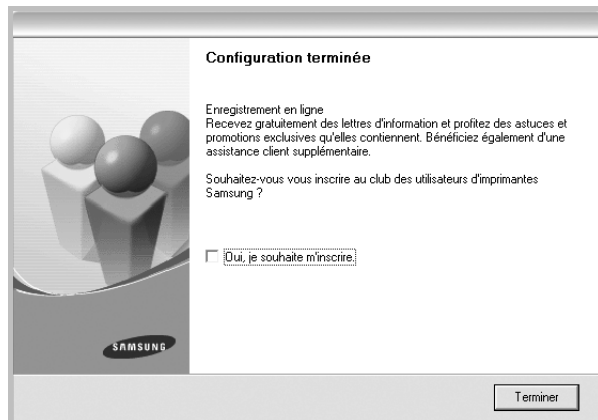 Configuration terminée
Enregistrement en ligne
Recevez gratuitement des lettres d'information et profitez des astuces et
promotions exclusives qu'elles contiennent. Bénéficiez également d'une
assistance client supplémentaire.
Souhaitez-vous vous inscrire au club des utilisateurs d'imprimantes
Samsung ?
Oui, je souhaite m'inscrire.
SAMSUNG
Terminer